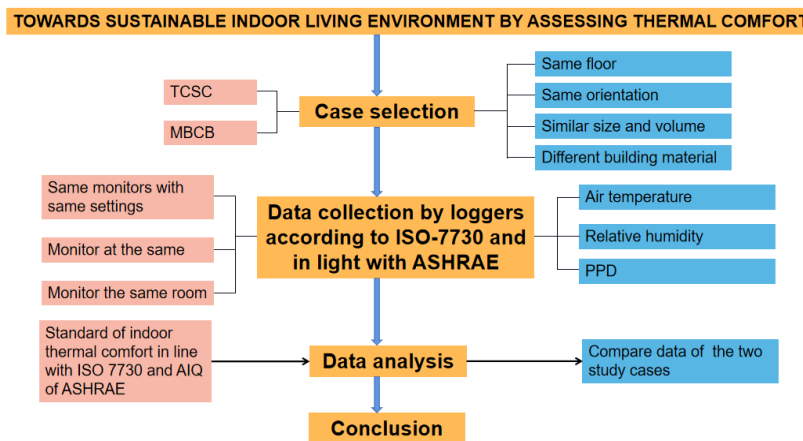 TOWARDS SUSTAINABLE INDOOR LIVING ENVIRONMENT BY ASSESSING THERMAL COMFORT
TCSC
MBCB
Case selection
Same floor
Same orientation
Similar size and volume
Different building material
Same monitors with
same settings
Monitor at the same
Monitor the same room
Data collection by loggers
according to ISO-7730 and
in light with ASHRAE
Air temperature
Relative humidity
PPD
Standard of indoor
thermal comfort in line
with ISO 7730 and AIQ
of ASHRAE
Data analysis
Compare data of the two
study cases
Conclusion